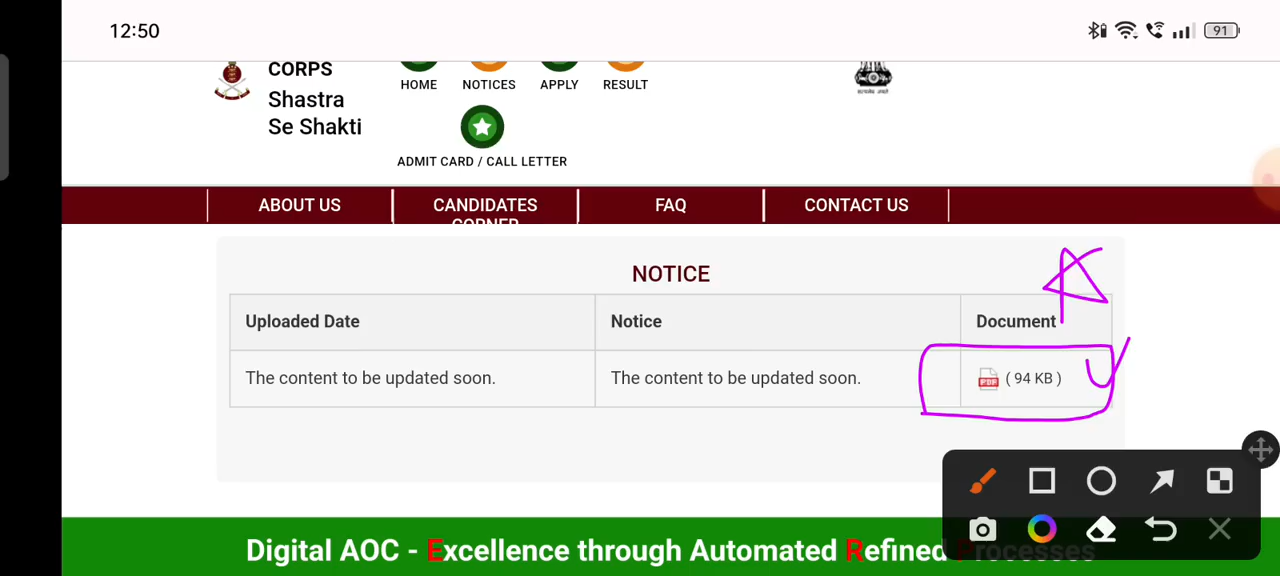 12:50
91
CORPS
Shastra
Se Shakti
HOME NOTICES APPLY RESULT
ADMIT CARD / CALL LETTER
ABOUT US CANDIDATES CORNER FAQ CONTACT US
NOTICE
Uploaded Date Notice Document
The content to be updated soon. The content to be updated soon. PDF ( 94 KB )
Digital AOC - Excellence through Automated Refined Processes